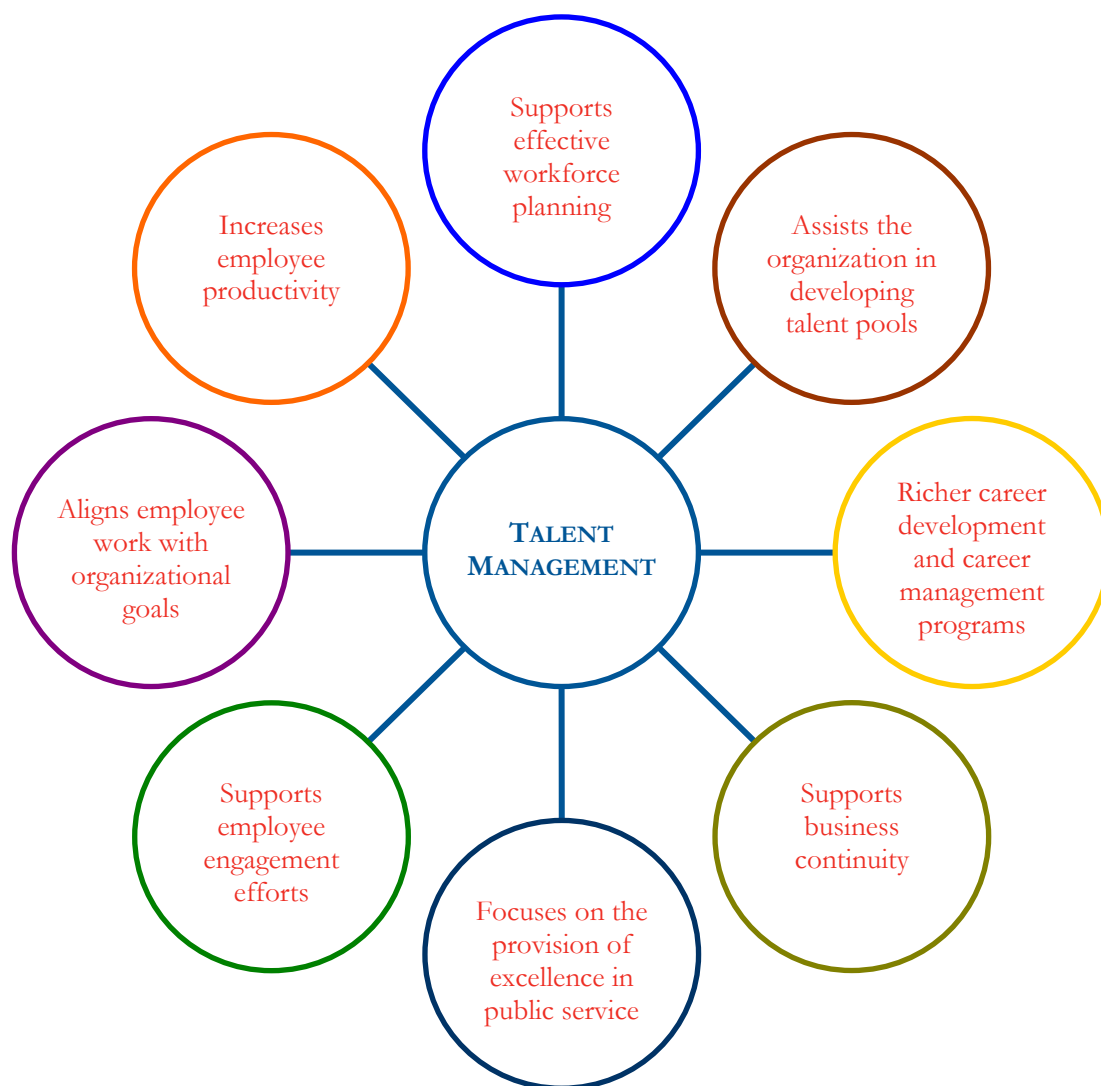 Supports
effective
workforce
planning
Assists the
organization in
developing
talent pools
Richer career
development
and career
management
programs
Supports
business
continuity
Focuses on the
provision of
excellence in
public service
Supports
employee
engagement
efforts
Aligns employee
work with
organizational
goals
Increases
employee
productivity
TALENT
MANAGEMENT